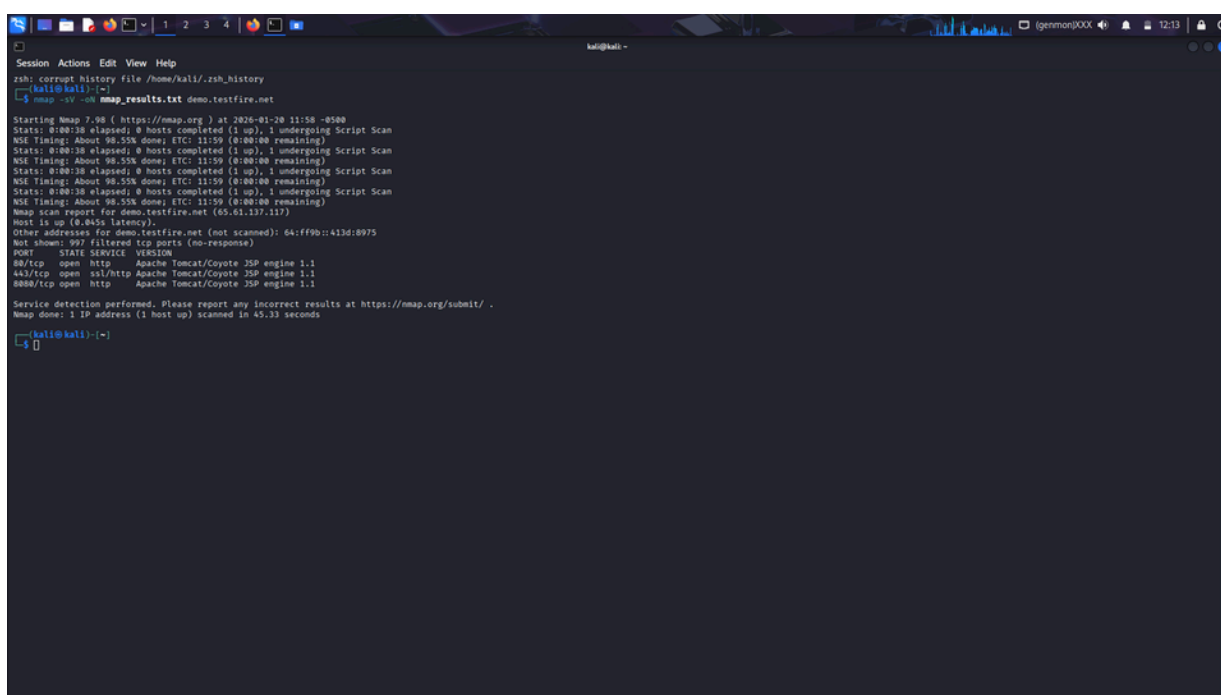 1 2 3 4 (genmon)XXX 12:13
kali@kali: ~
Session Actions Edit View Help
zsh: corrupt history file /home/kali/.zsh_history
┌──(kali㉿kali)-[~]
└─$ nmap -sV -oN nmap_results.txt demo.testfire.net
Starting Nmap 7.98 ( https://nmap.org ) at 2026-01-20 11:58 -0500
Stats: 0:00:38 elapsed; 0 hosts completed (1 up), 1 undergoing Script Scan
NSE Timing: About 98.55% done; ETC: 11:59 (0:00:00 remaining)
Stats: 0:00:38 elapsed; 0 hosts completed (1 up), 1 undergoing Script Scan
NSE Timing: About 98.55% done; ETC: 11:59 (0:00:00 remaining)
Stats: 0:00:38 elapsed; 0 hosts completed (1 up), 1 undergoing Script Scan
NSE Timing: About 98.55% done; ETC: 11:59 (0:00:00 remaining)
Stats: 0:00:38 elapsed; 0 hosts completed (1 up), 1 undergoing Script Scan
NSE Timing: About 98.55% done; ETC: 11:59 (0:00:00 remaining)
Nmap scan report for demo.testfire.net (65.61.137.117)
Host is up (0.045s latency).
Other addresses for demo.testfire.net (not scanned): 64:ff9b::413d:8975
Not shown: 997 filtered tcp ports (no-response)
PORT STATE SERVICE VERSION
80/tcp open http Apache Tomcat/Coyote JSP engine 1.1
443/tcp open ssl/http Apache Tomcat/Coyote JSP engine 1.1
8080/tcp open http Apache Tomcat/Coyote JSP engine 1.1
Service detection performed. Please report any incorrect results at https://nmap.org/submit/ .
Nmap done: 1 IP address (1 host up) scanned in 45.33 seconds
┌──(kali㉿kali)-[~]
└─$